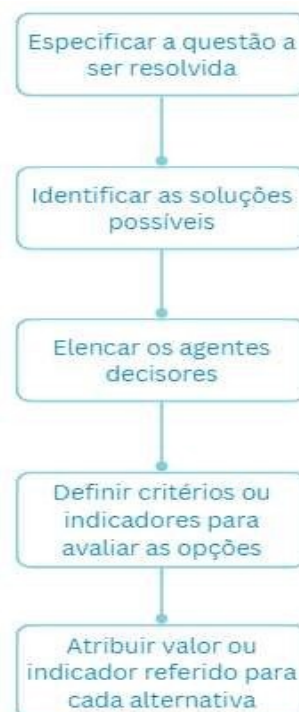 Especificar a questão a
ser resolvida
Identificar as soluções
possíveis
Elencar os agentes
decisores
Definir critérios ou
indicadores para
avaliar as opções
Atribuir valor ou
indicador referido para
cada alternativa